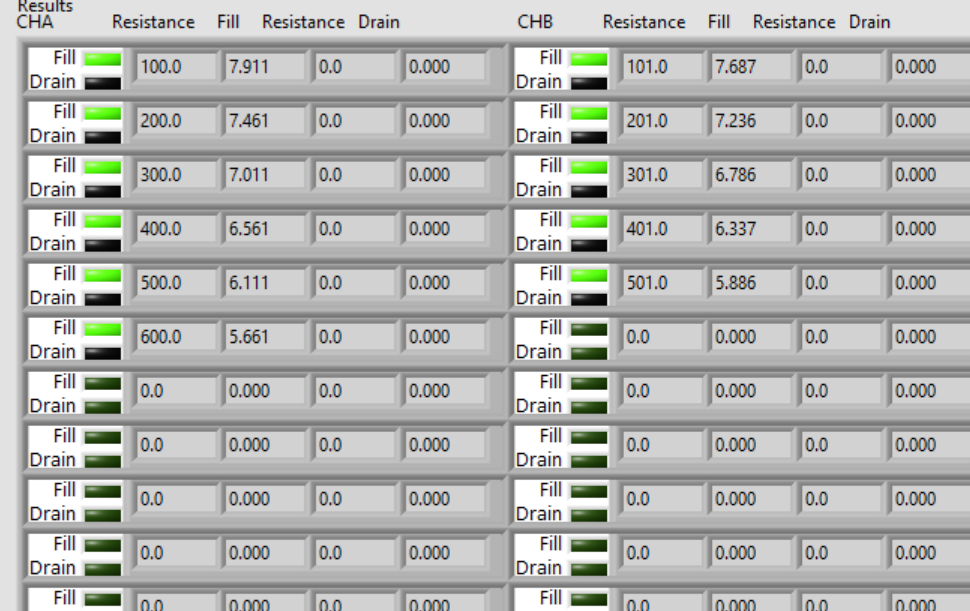 Results
CHA Resistance Fill Resistance Drain CHB Resistance Fill Resistance Drain
Fill Drain 100.0 7.911 0.0 0.000 Fill Drain 101.0 7.687 0.0 0.000
Fill Drain 200.0 7.461 0.0 0.000 Fill Drain 201.0 7.236 0.0 0.000
Fill Drain 300.0 7.011 0.0 0.000 Fill Drain 301.0 6.786 0.0 0.000
Fill Drain 400.0 6.561 0.0 0.000 Fill Drain 401.0 6.337 0.0 0.000
Fill Drain 500.0 6.111 0.0 0.000 Fill Drain 501.0 5.886 0.0 0.000
Fill Drain 600.0 5.661 0.0 0.000 Fill Drain 0.0 0.000 0.0 0.000
Fill Drain 0.0 0.000 0.0 0.000 Fill Drain 0.0 0.000 0.0 0.000
Fill Drain 0.0 0.000 0.0 0.000 Fill Drain 0.0 0.000 0.0 0.000
Fill Drain 0.0 0.000 0.0 0.000 Fill Drain 0.0 0.000 0.0 0.000
Fill Drain 0.0 0.000 0.0 0.000 Fill Drain 0.0 0.000 0.0 0.000
Fill 0.0 0.000 0.0 0.000 Fill 0.0 0.000 0.0 0.000